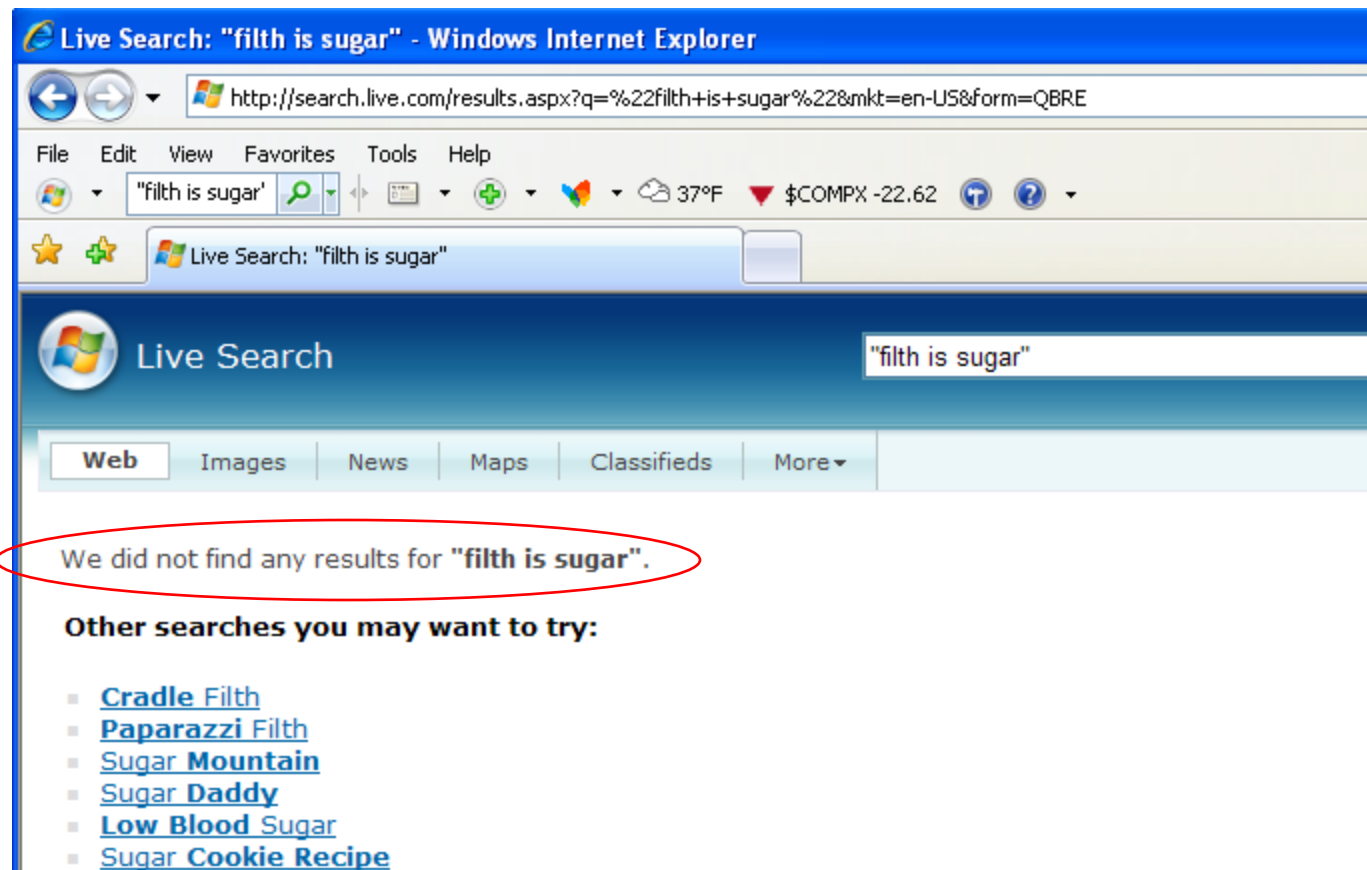 Live Search: "filth is sugar" - Windows Internet Explorer
http://search.live.com/results.aspx?q=%22filth+is+sugar%22&mkt=en-US&form=QBRE
File Edit View Favorites Tools Help
"filth is sugar' 37°F $COMPX -22.62
Live Search: "filth is sugar"
Live Search "filth is sugar"
Web Images News Maps Classifieds More
We did not find any results for "filth is sugar".
Other searches you may want to try:
Cradle Filth
Paparazzi Filth
Sugar Mountain
Sugar Daddy
Low Blood Sugar
Sugar Cookie Recipe